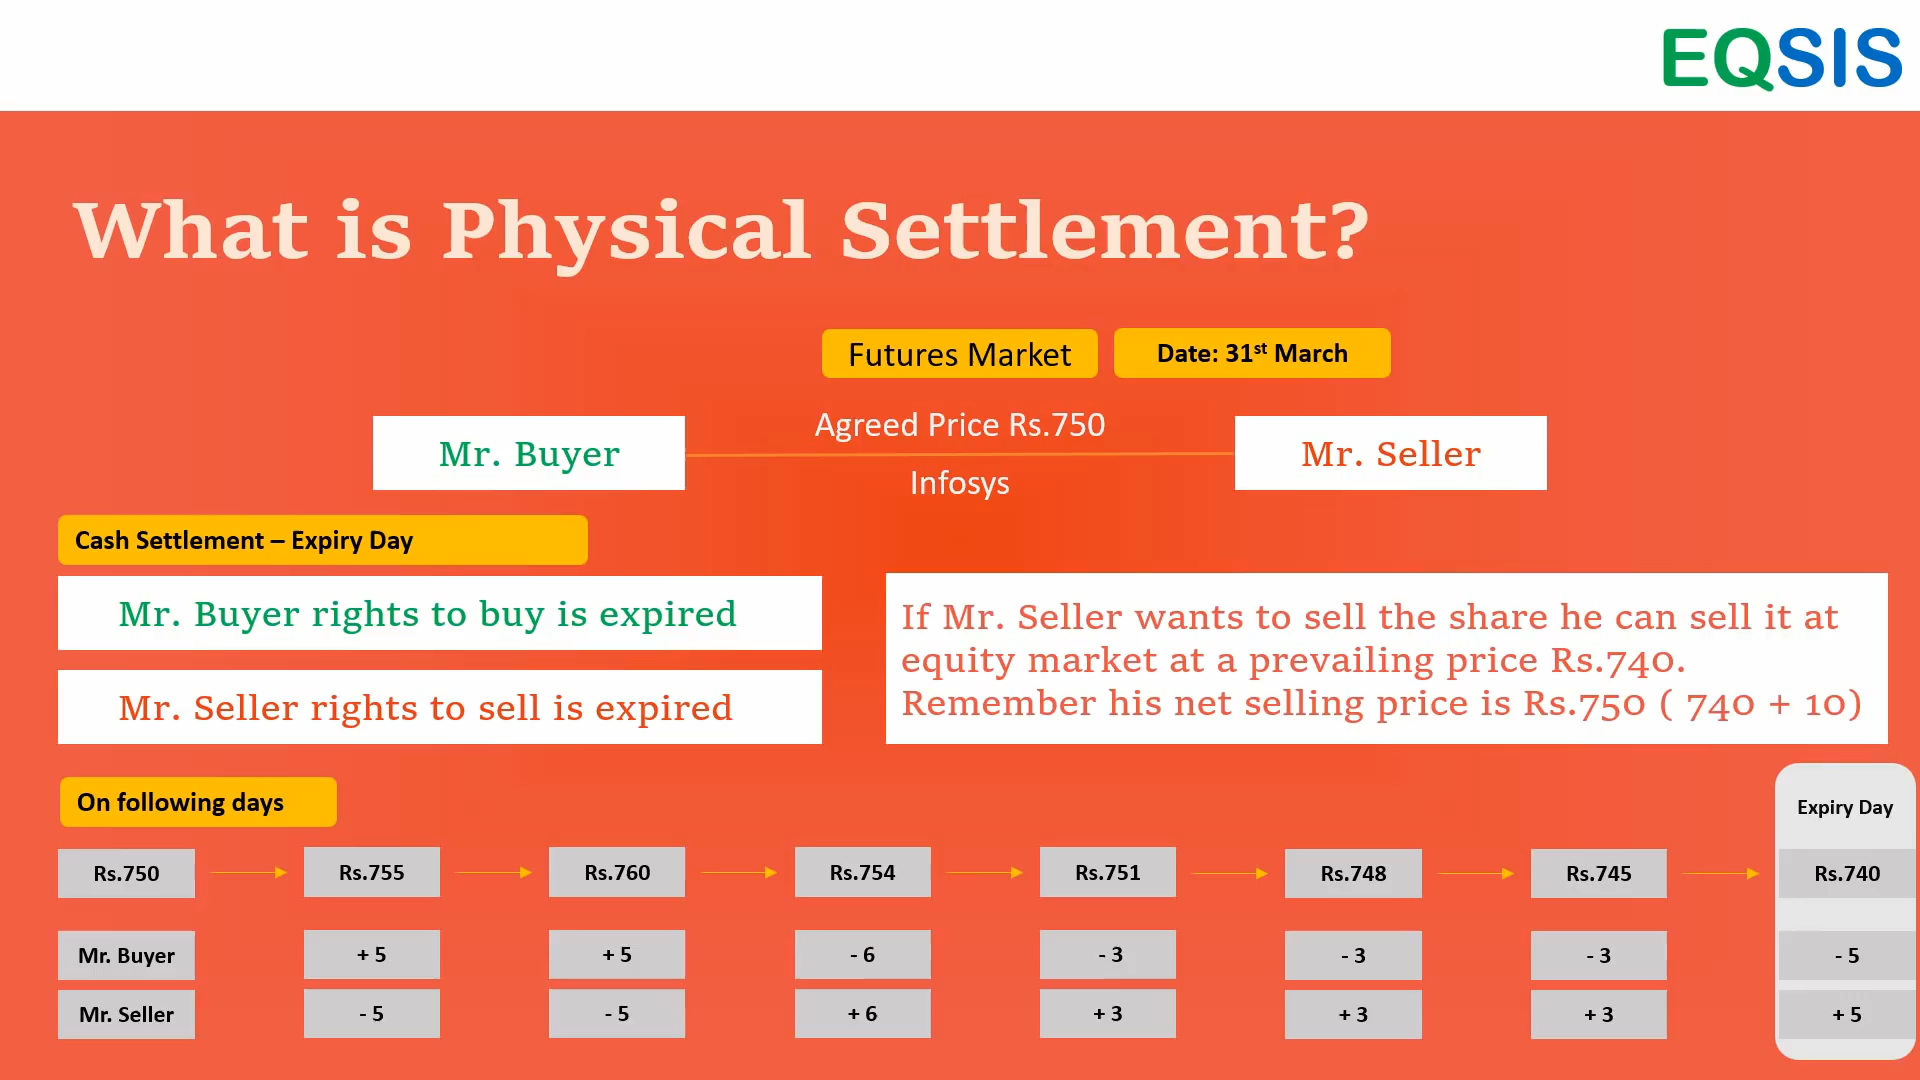 EQSIS
What is Physical Settlement?
Futures Market
Date: 31st March
Agreed Price Rs.750
Mr. Buyer
Mr. Seller
Infosys
Cash Settlement – Expiry Day
Mr. Buyer rights to buy is expired
Mr. Seller rights to sell is expired
If Mr. Seller wants to sell the share he can sell it at
equity market at a prevailing price Rs.740.
Remember his net selling price is Rs.750 ( 740 + 10)
On following days
Expiry Day
Rs.750 Rs.755 Rs.760 Rs.754 Rs.751 Rs.748 Rs.745 Rs.740
Mr. Buyer + 5 + 5 - 6 - 3 - 3 - 3 - 5
Mr. Seller - 5 - 5 + 6 + 3 + 3 + 3 + 5